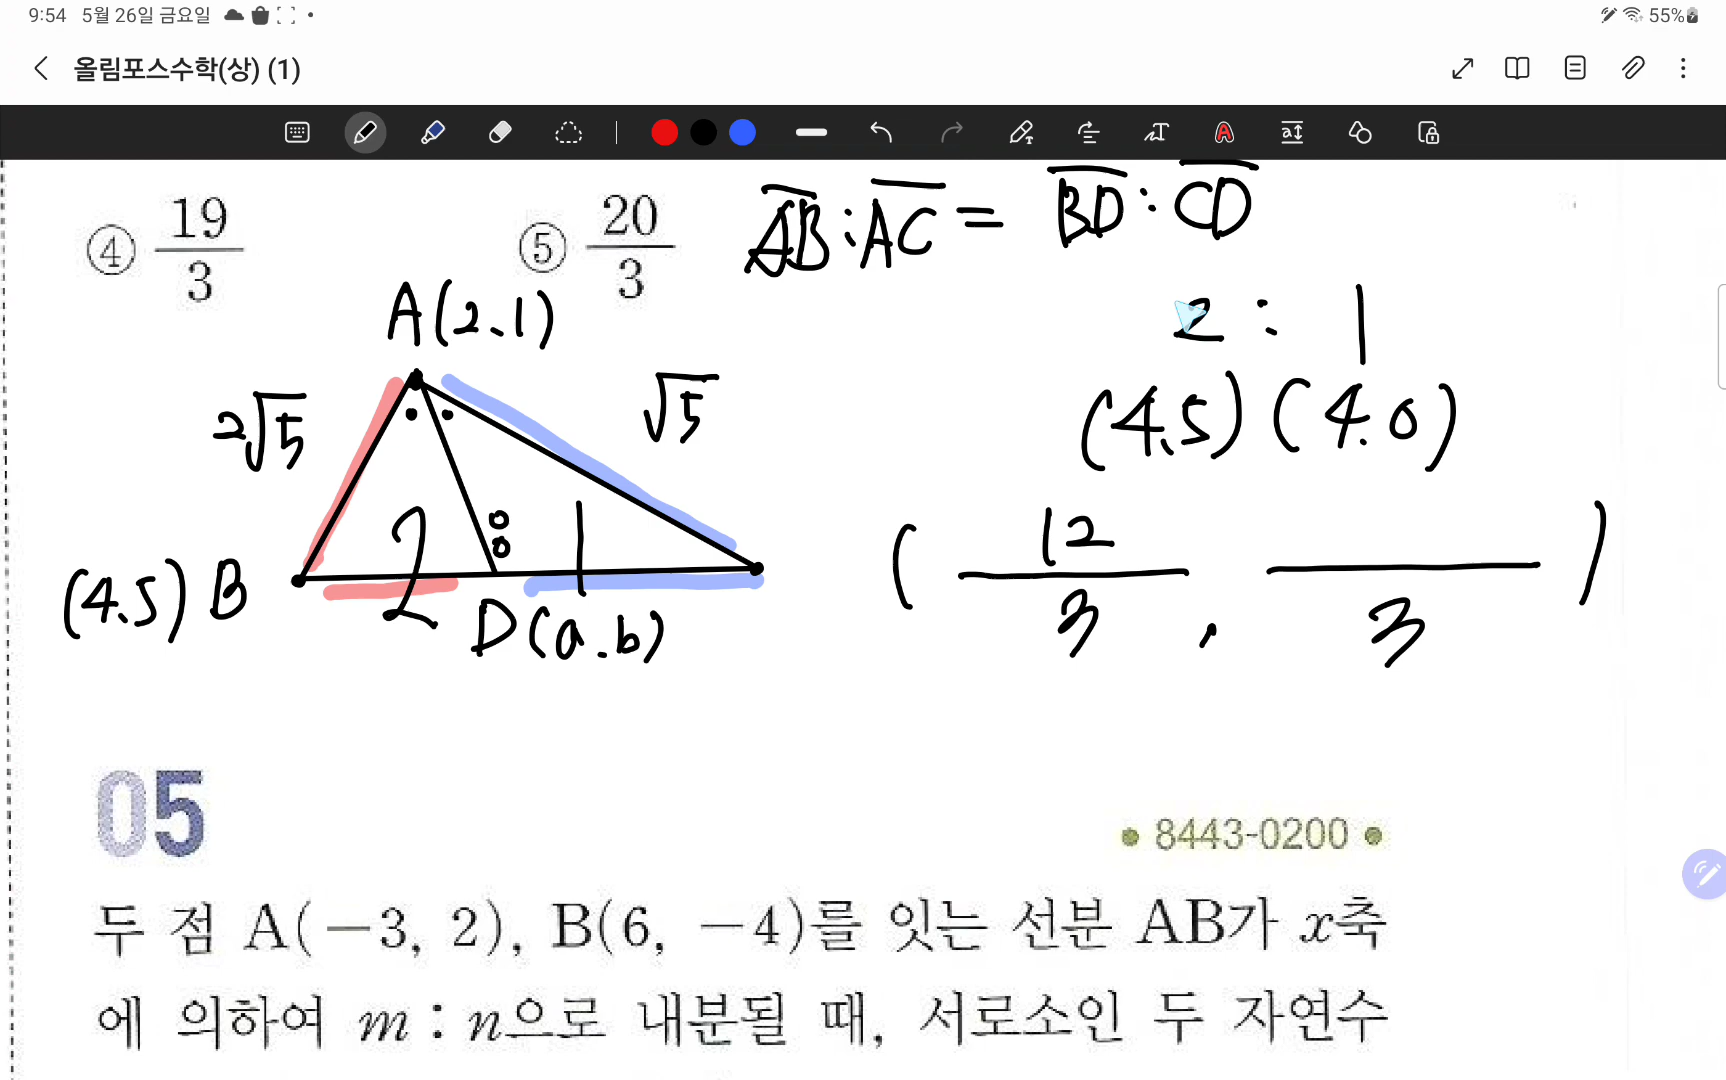 9:54 5월 26일 금요일 55%
올림포스수학(상) (1)
④ 19/3 ⑤ 20/3
AB : AC = BD : CD
A(2.1)
2 : 1
2√5 √5
(4.5) (4.0)
2 1
(12/3 , /3)
(4.5) B D(a.b)
05
8443-0200
두 점 A(−3, 2), B(6, −4)를 잇는 선분 AB가 x축
에 의하여 m : n으로 내분될 때, 서로소인 두 자연수